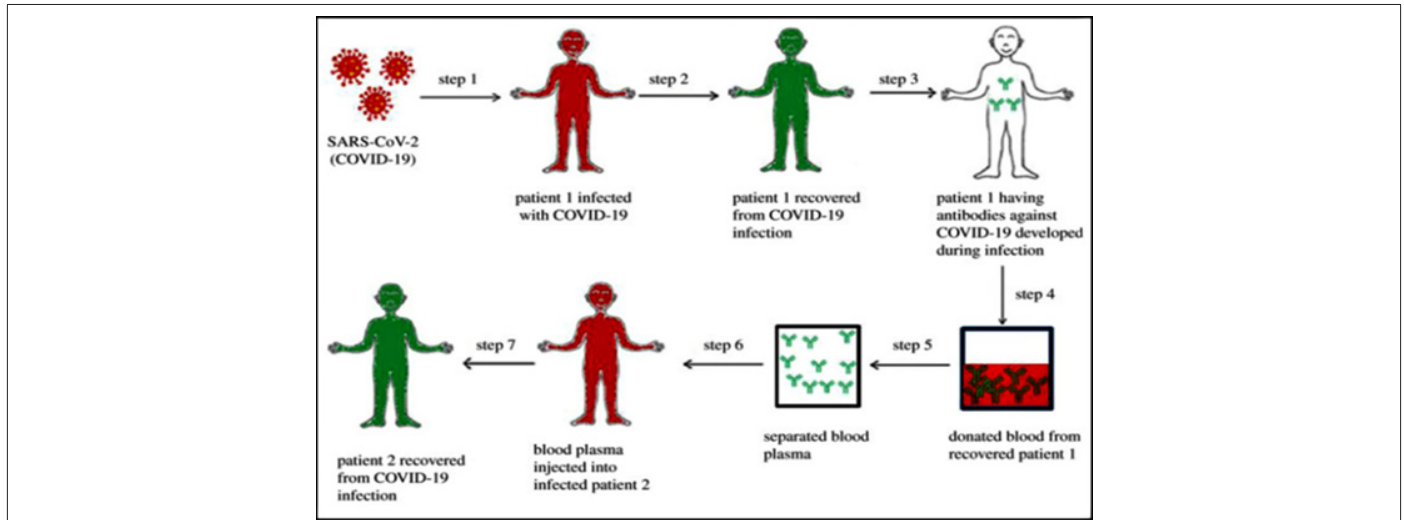 step 1
step 2
step 3
SARS-CoV-2
(COVID-19)
patient 1 infected
with COVID-19
patient 1 recovered
from COVID-19
infection
patient 1 having
antibodies against
COVID-19 developed
during infection
step 4
step 5
step 6
step 7
donated blood from
recovered patient 1
separated blood
plasma
blood plasma
injected into
infected patient 2
patient 2 recovered
from COVID-19
infection